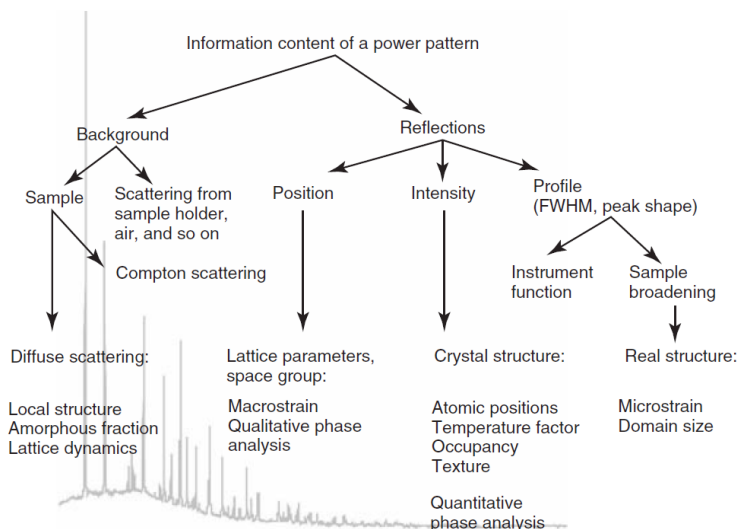 Information content of a power pattern
Background
Reflections
Sample
Scattering from
sample holder,
air, and so on
Compton scattering
Position
Intensity
Profile
(FWHM, peak shape)
Instrument
function
Sample
broadening
Diffuse scattering:
Local structure
Amorphous fraction
Lattice dynamics
Lattice parameters,
space group:
Macrostrain
Qualitative phase
analysis
Crystal structure:
Atomic positions
Temperature factor
Occupancy
Texture
Quantitative
phase analysis
Real structure:
Microstrain
Domain size